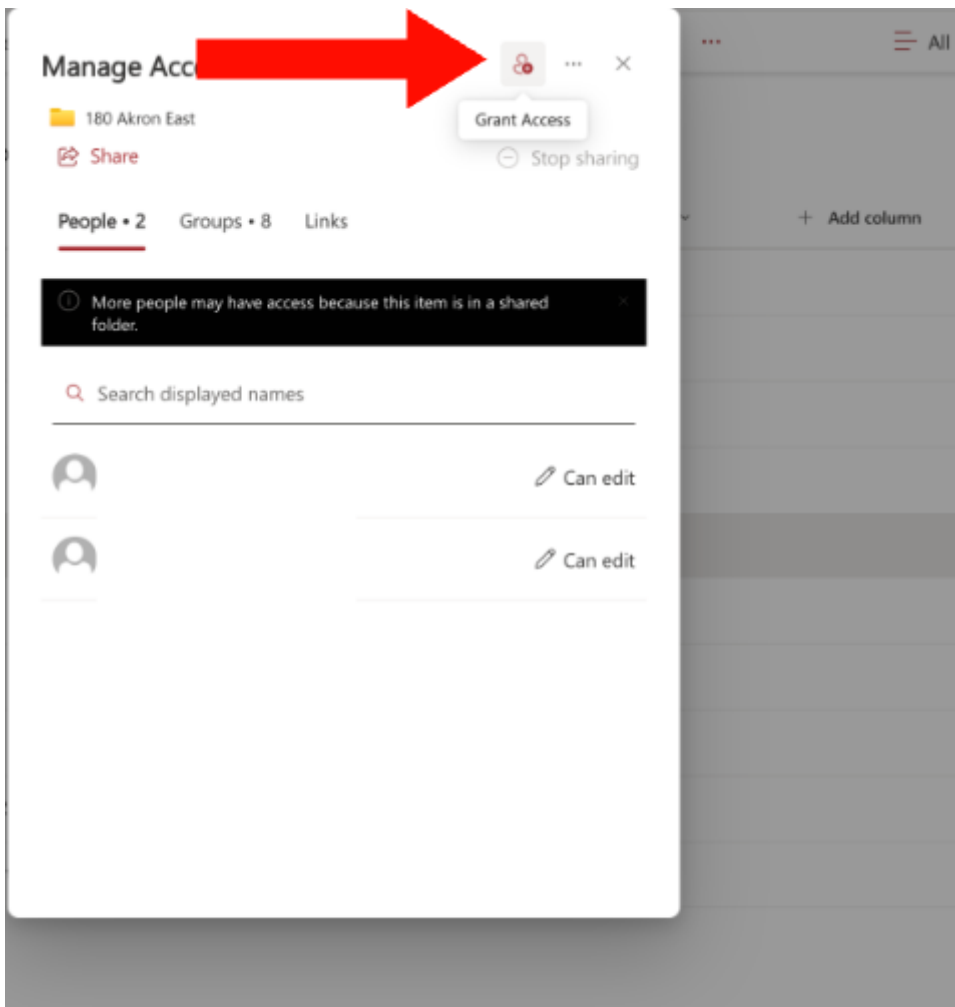 Manage Acc
All
180 Akron East
Grant Access
Share
Stop sharing
People • 2 Groups • 8 Links
+ Add column
More people may have access because this item is in a shared
folder.
Search displayed names
Can edit
Can edit